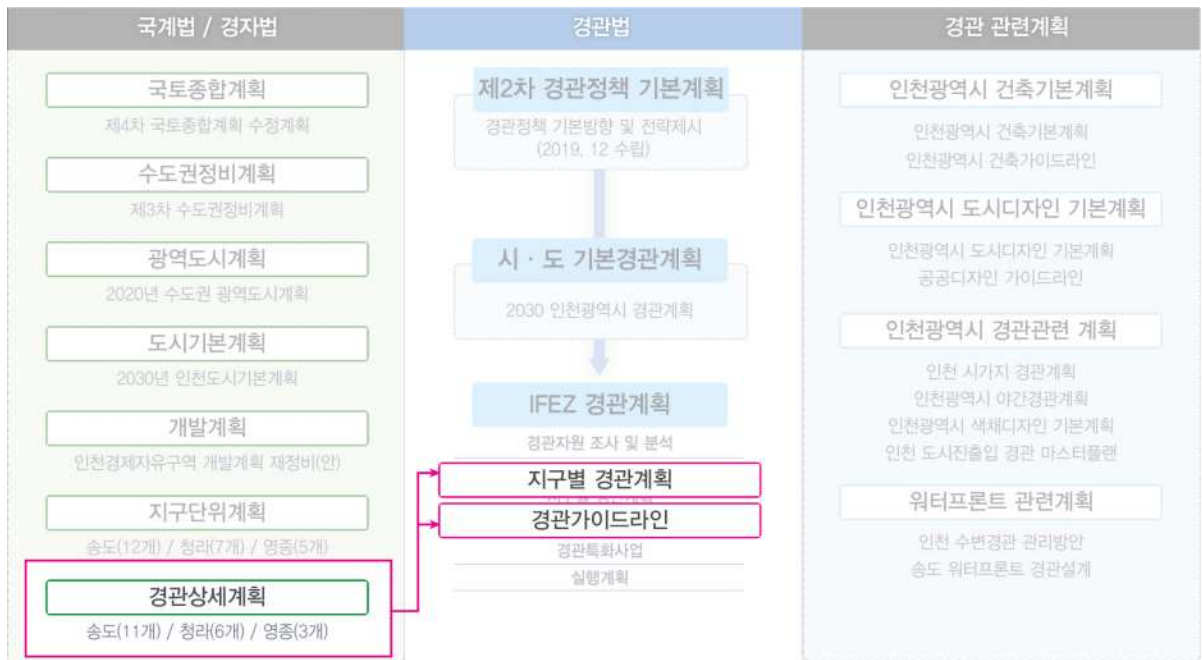 국계법 / 경자법
국토종합계획
제4차 국토종합계획 수정계획
수도권정비계획
제3차 수도권정비계획
광역도시계획
2020년 수도권 광역도시계획
도시기본계획
2030년 인천도시기본계획
개발계획
인천경제자유구역 개발계획 재정비(안)
지구단위계획
송도(12개) / 청라(7개) / 영종(5개)
경관상세계획
송도(11개) / 청라(6개) / 영종(3개)
경관법
제2차 경관정책 기본계획
경관정책 기본방향 및 전략제시
(2019. 12 수립)
시 · 도 기본경관계획
2030 인천광역시 경관계획
IFEZ 경관계획
경관자원 조사 및 분석
지구별 경관계획
경관가이드라인
경관특화사업
실행계획
경관 관련계획
인천광역시 건축기본계획
인천광역시 건축기본계획
인천광역시 건축가이드라인
인천광역시 도시디자인 기본계획
인천광역시 도시디자인 기본계획
공공디자인 가이드라인
인천광역시 경관관련 계획
인천 시가지 경관계획
인천광역시 야간경관계획
인천광역시 색채디자인 기본계획
인천 도시진출입 경관 마스터플랜
워터프론트 관련계획
인천 수변경관 관리방안
송도 워터프론트 경관설계